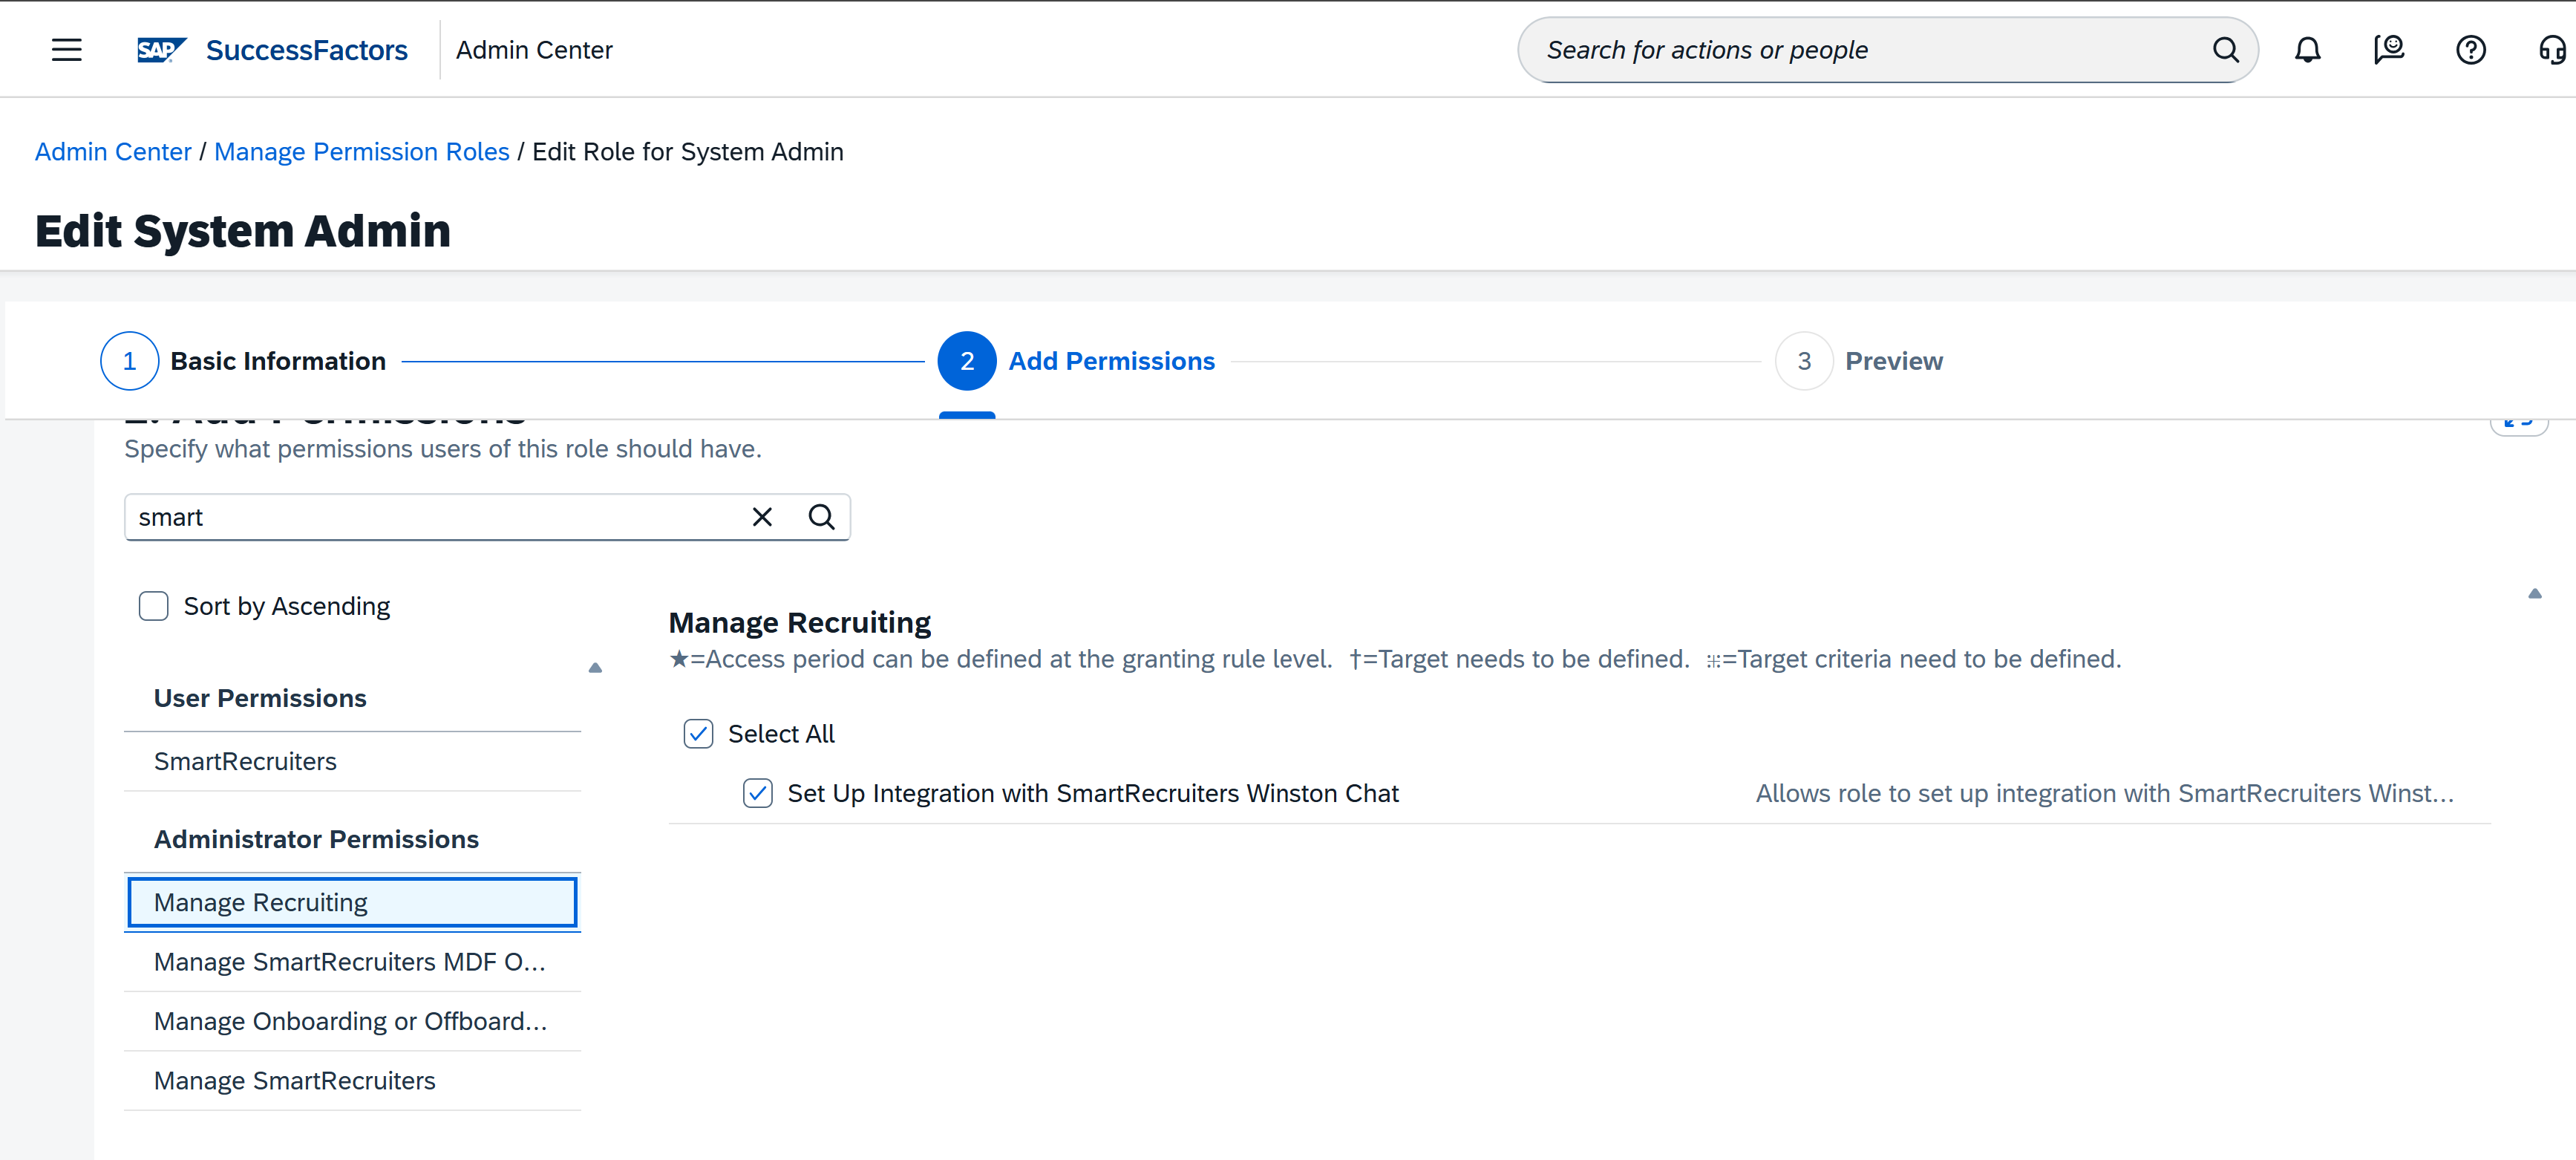 SAP SuccessFactors Admin Center Search for actions or people
Admin Center / Manage Permission Roles / Edit Role for System Admin
Edit System Admin
1 Basic Information 2 Add Permissions 3 Preview
2. Add Permissions
Specify what permissions users of this role should have.
smart
Sort by Ascending
User Permissions
SmartRecruiters
Administrator Permissions
Manage Recruiting
Manage SmartRecruiters MDF O...
Manage Onboarding or Offboard...
Manage SmartRecruiters
Manage Recruiting
★=Access period can be defined at the granting rule level. †=Target needs to be defined. ⁜=Target criteria need to be defined.
Select All
Set Up Integration with SmartRecruiters Winston Chat Allows role to set up integration with SmartRecruiters Winst...